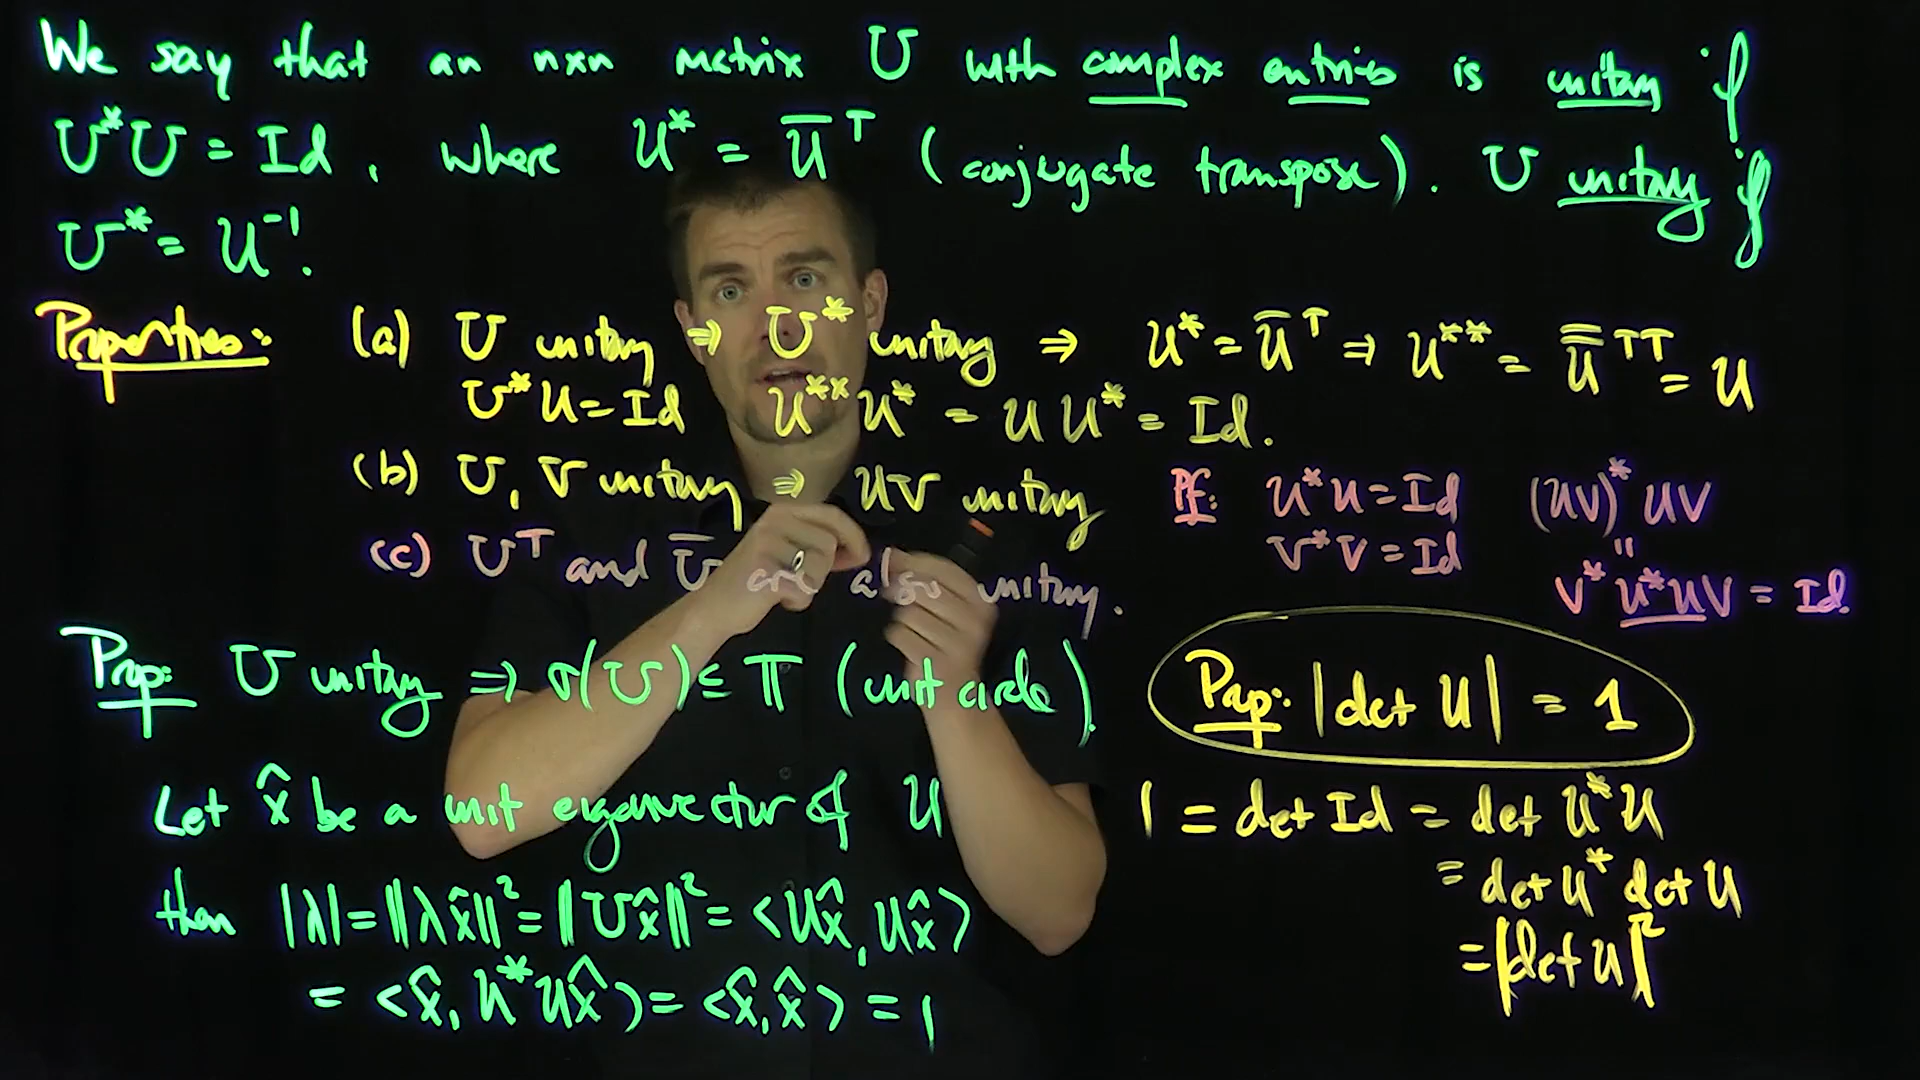 We say that an nxn matrix U with complex entries is unitary if
U*U = Id, where U* = Ū^T (conjugate transpose). U unitary if
U* = U^-1.
Properties: (a) U unitary ⇒ U* unitary ⇒ U* = Ū^T ⇒ U** = U̿^TT = U
U*U = Id U**U* = UU* = Id.
(b) U, V unitary ⇒ UV unitary
(c) U^T and Ū are also unitary.
Pf: U*U = Id (UV)* UV
V*V = Id "
V*U*UV = Id.
Prop: U unitary ⇒ σ(U) ⊆ 𝕋 (unit circle).
Let x̂ be a unit eigenvector of U
then |λ| = ||λx̂||² = ||Ux̂||² = <Ux̂, Ux̂>
= <x̂, U*Ux̂> = <x̂, x̂> = 1
Prop: |det U| = 1
1 = det Id = det U*U
= det U* det U
= |det U|²